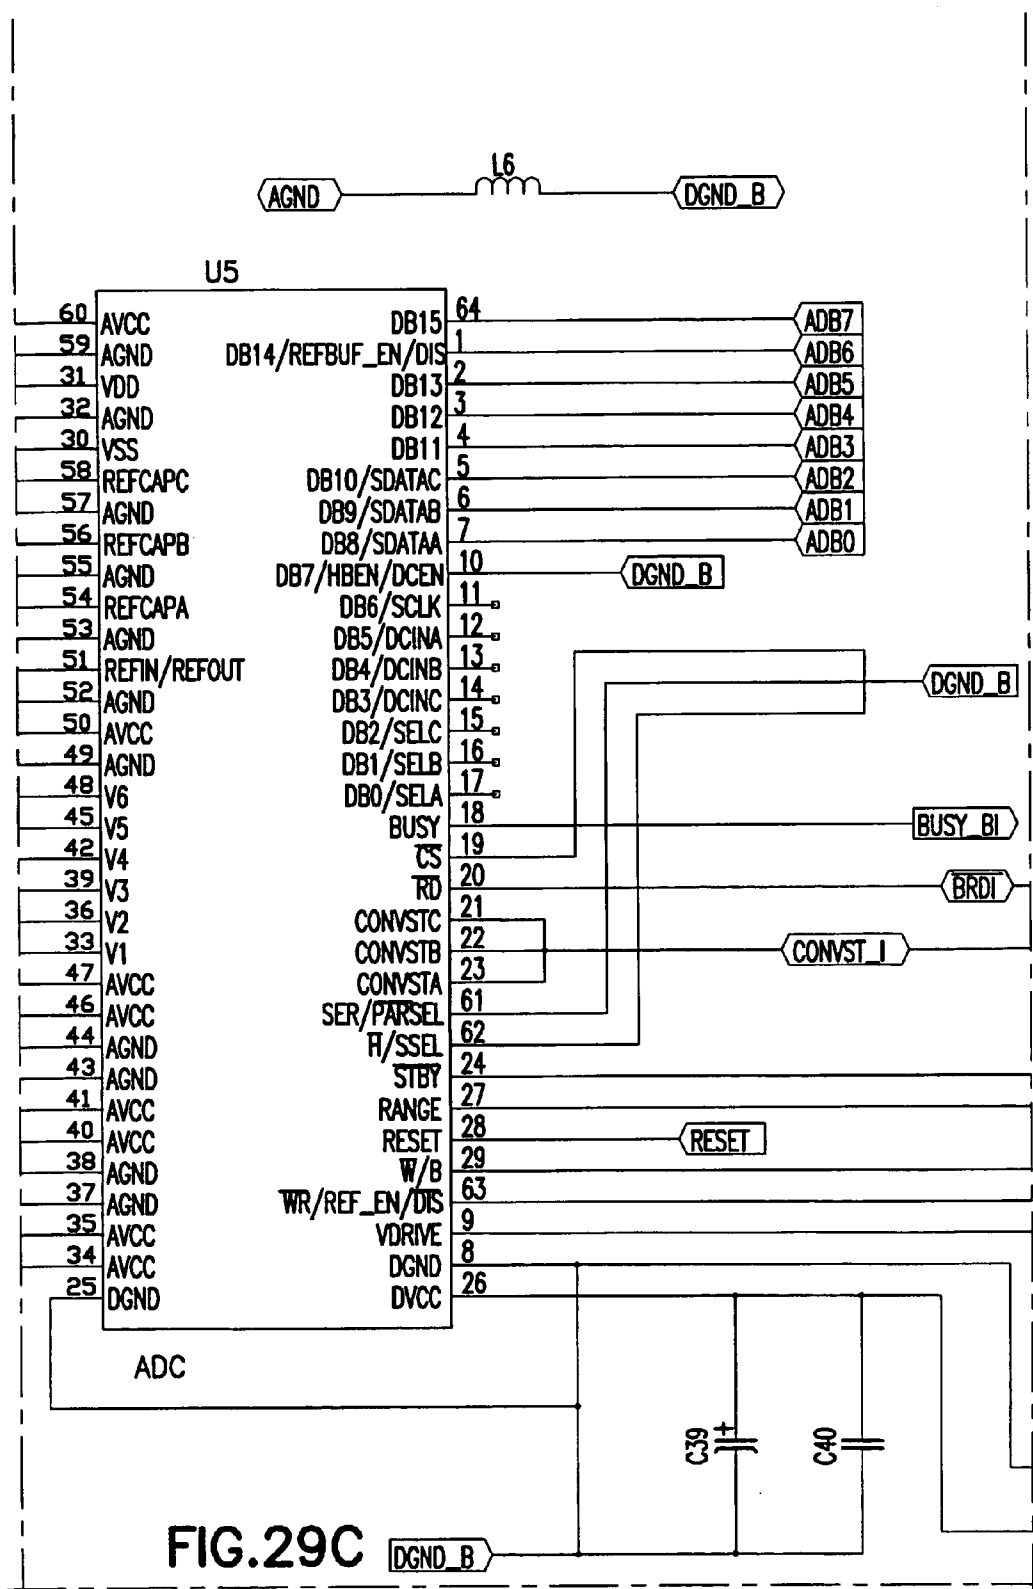 L6
AGND DGND_B
U5
60 AVCC DB15 64 ADB7
59 AGND DB14/REFBUF_EN/DIS 1 ADB6
31 VDD DB13 2 ADB5
32 AGND DB12 3 ADB4
30 VSS DB11 4 ADB3
58 REFCAPC DB10/SDATAC 5 ADB2
57 AGND DB9/SDATAB 6 ADB1
56 REFCAPB DB8/SDATAA 7 ADB0
55 AGND DB7/HBEN/DCEN 10 DGND_B
54 REFCAPA DB6/SCLK 11
53 AGND DB5/DCINA 12
51 REFIN/REFOUT DB4/DCINB 13
52 AGND DB3/DCINC 14 DGND_B
50 AVCC DB2/SELC 15
49 AGND DB1/SELB 16
48 V6 DB0/SELA 17
45 V5 BUSY 18 BUSY_BI
42 V4 CS 19
39 V3 RD 20 BRDI
36 V2 CONVSTC 21
33 V1 CONVSTB 22 CONVST_I
47 AVCC CONVSTA 23
46 AVCC SER/PARSEL 61
44 AGND H/SSEL 62
43 AGND STBY 24
41 AVCC RANGE 27
40 AVCC RESET 28 RESET
38 AGND W/B 29
37 AGND WR/REF_EN/DIS 63
35 AVCC VDRIVE 9
34 AVCC DGND 8
25 DGND DVCC 26
ADC
C39 + C40
FIG.29C DGND_B